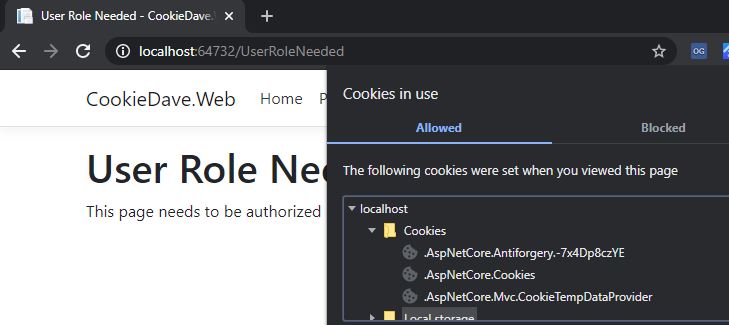 User Role Needed - CookieDave.W
localhost:64732/UserRoleNeeded
OG
CookieDave.Web Home P
Cookies in use
Allowed Blocked
The following cookies were set when you viewed this page
User Role Nee
This page needs to be authorized
localhost
Cookies
.AspNetCore.Antiforgery.-7x4Dp8czYE
.AspNetCore.Cookies
.AspNetCore.Mvc.CookieTempDataProvider
Local storage